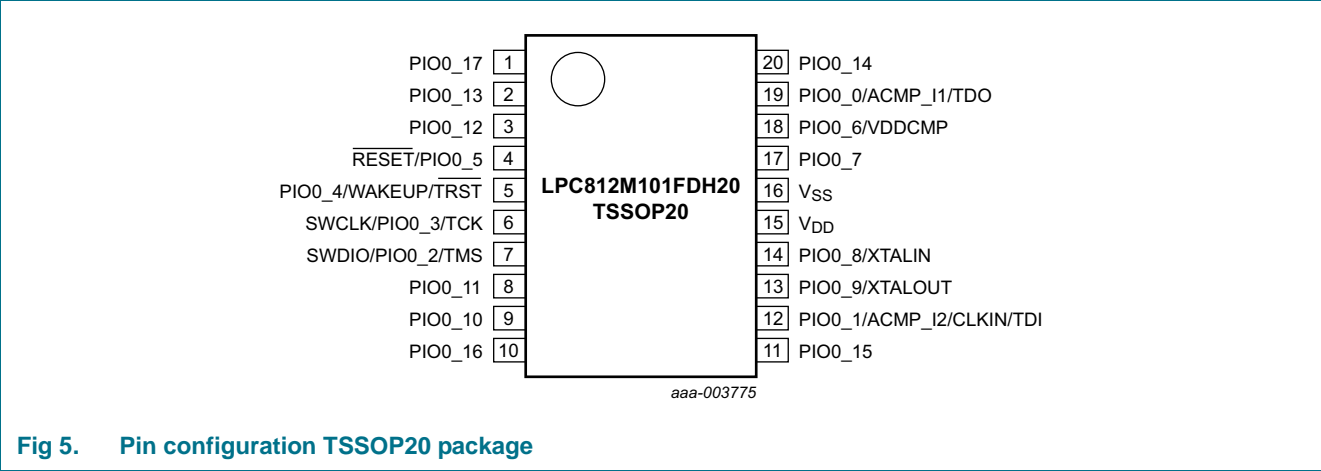 PIO0_17 1
PIO0_13 2
PIO0_12 3
RESET/PIO0_5 4
PIO0_4/WAKEUP/TRST 5
SWCLK/PIO0_3/TCK 6
SWDIO/PIO0_2/TMS 7
PIO0_11 8
PIO0_10 9
PIO0_16 10
LPC812M101FDH20
TSSOP20
20 PIO0_14
19 PIO0_0/ACMP_I1/TDO
18 PIO0_6/VDDCMP
17 PIO0_7
16 VSS
15 VDD
14 PIO0_8/XTALIN
13 PIO0_9/XTALOUT
12 PIO0_1/ACMP_I2/CLKIN/TDI
11 PIO0_15
aaa-003775
Fig 5. Pin configuration TSSOP20 package